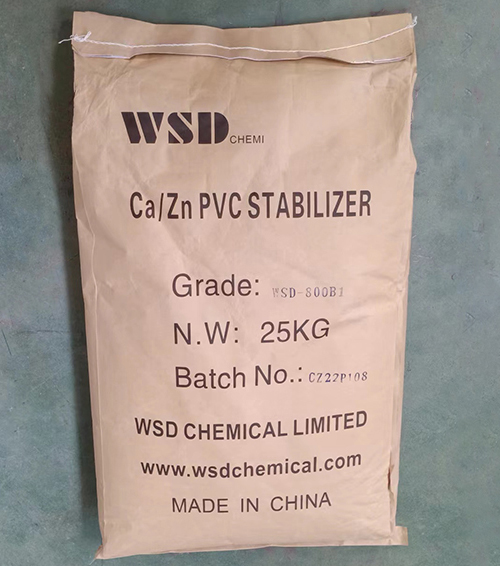 WSD CHEMI
Ca/Zn PVC STABILIZER
Grade: WSD-800B1
N.W: 25KG
Batch No.: CZ22P108
WSD CHEMICAL LIMITED
www.wsdchemical.com
MADE IN CHINA